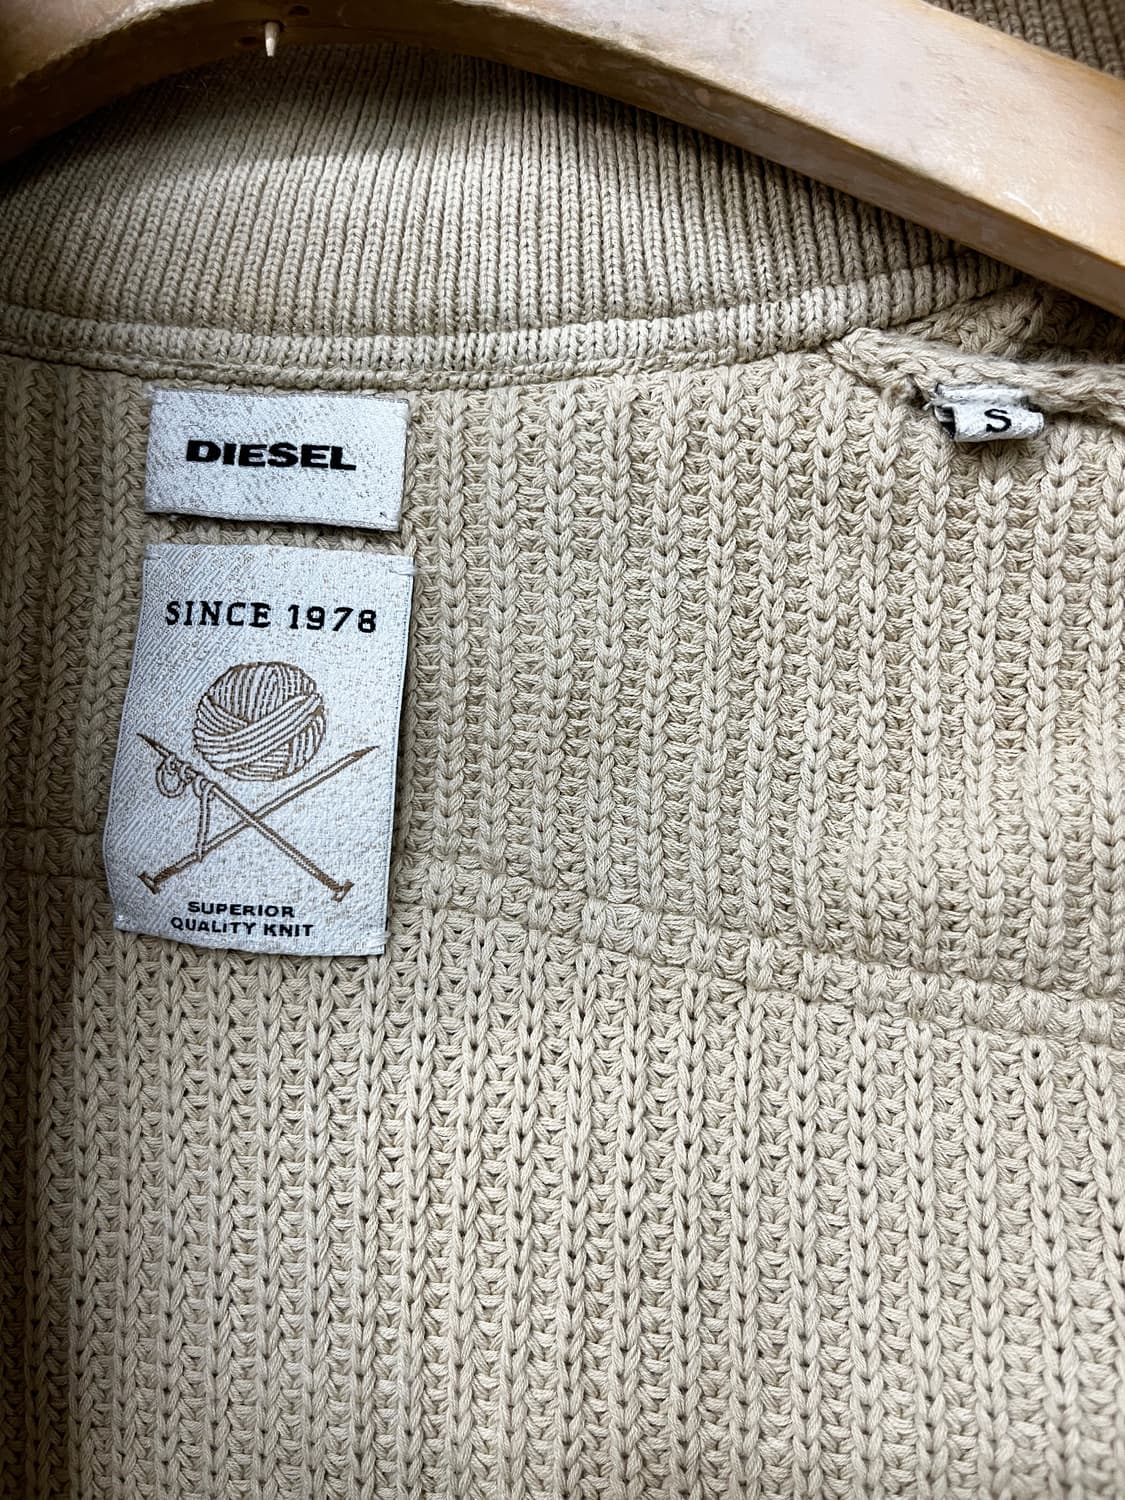 DIESEL
S
SINCE 1978
SUPERIOR
QUALITY KNIT